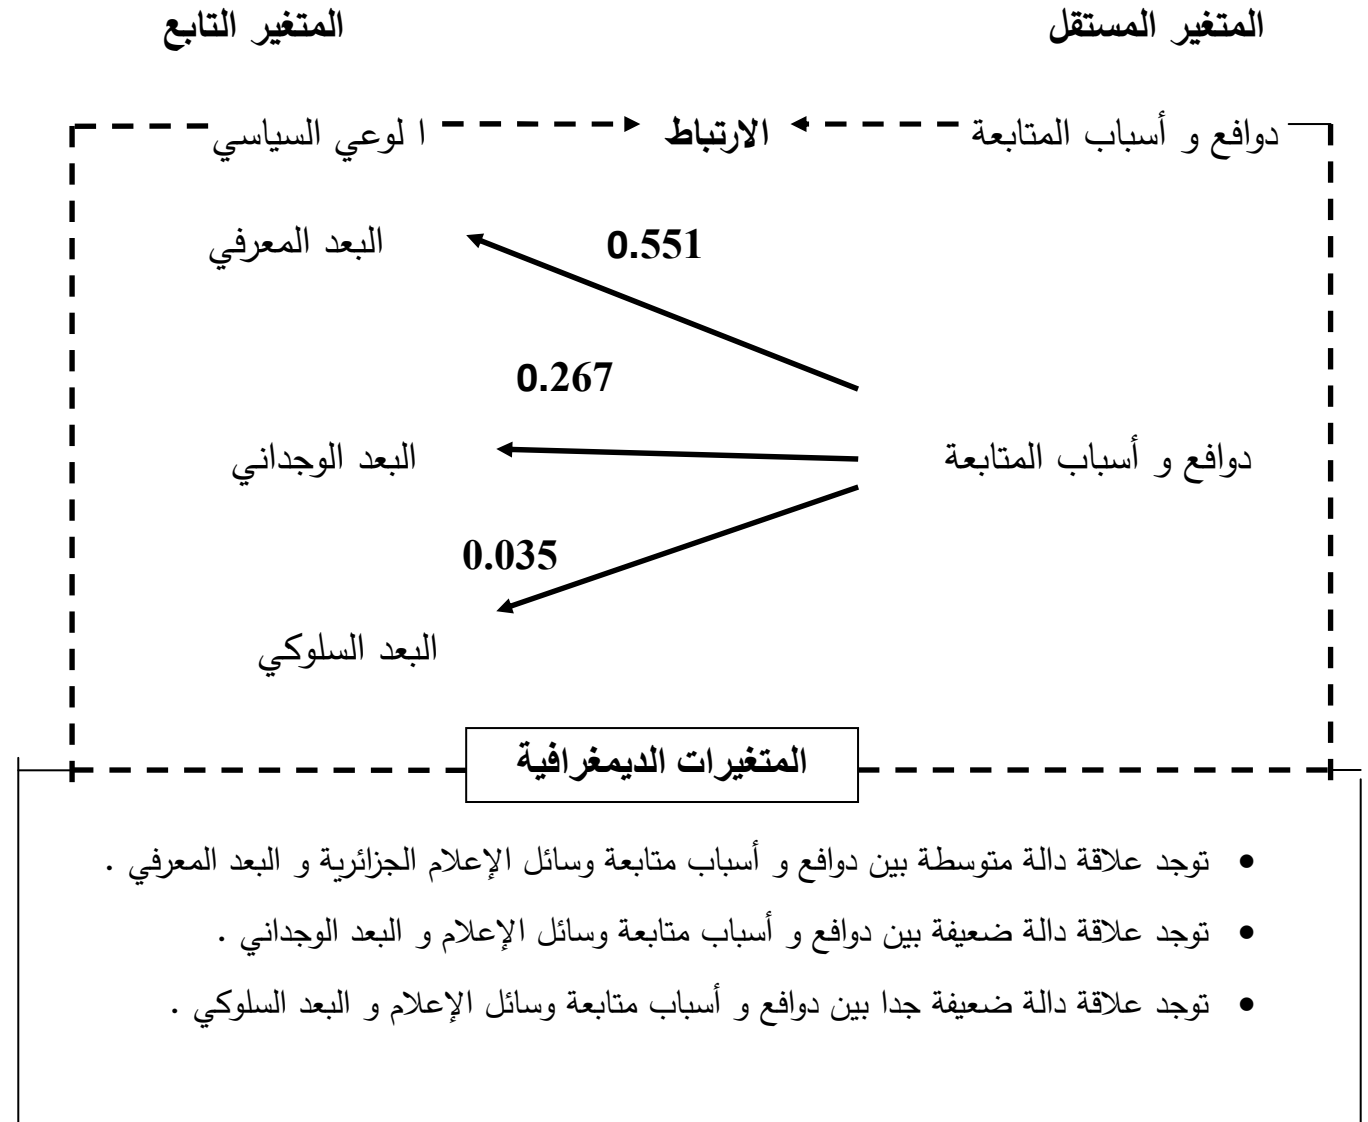 المتغير المستقل المتغير التابع
دوافع و أسباب المتابعة الارتباط ا لوعي السياسي
0.551 البعد المعرفي
0.267
دوافع و أسباب المتابعة البعد الوجداني
0.035
البعد السلوكي
المتغيرات الديمغرافية
• توجد علاقة دالة متوسطة بين دوافع و أسباب متابعة وسائل الإعلام الجزائرية و البعد المعرفي .
• توجد علاقة دالة ضعيفة بين دوافع و أسباب متابعة وسائل الإعلام و البعد الوجداني .
• توجد علاقة دالة ضعيفة جدا بين دوافع و أسباب متابعة وسائل الإعلام و البعد السلوكي .